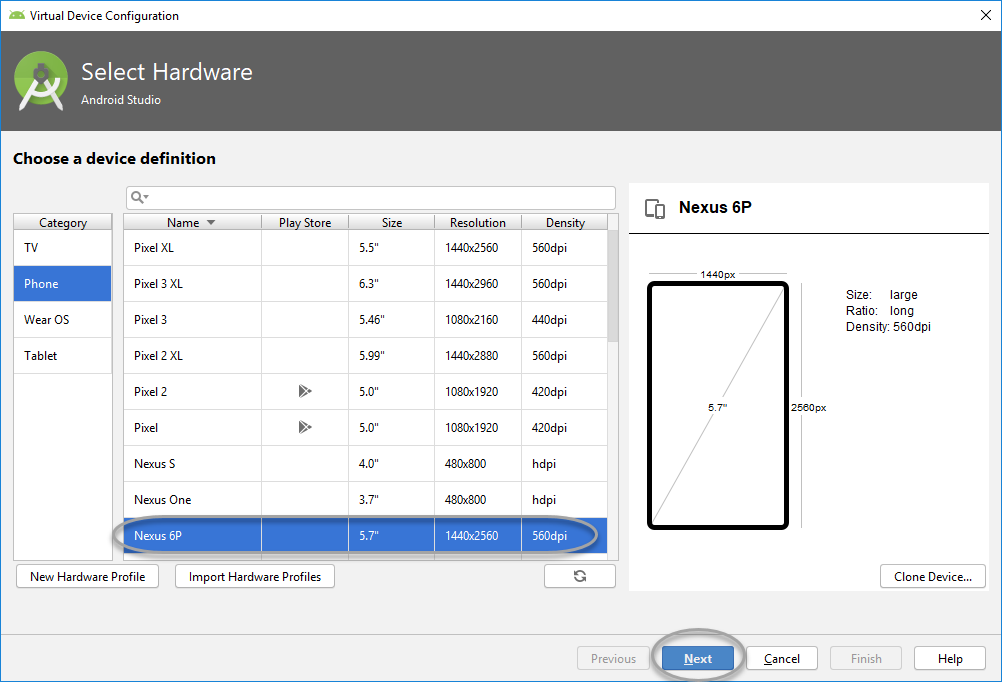 Virtual Device Configuration
Select Hardware
Android Studio
Choose a device definition
Category
TV
Phone
Wear OS
Tablet
Name Play Store Size Resolution Density
Pixel XL 5.5" 1440x2560 560dpi
Pixel 3 XL 6.3" 1440x2960 560dpi
Pixel 3 5.46" 1080x2160 440dpi
Pixel 2 XL 5.99" 1440x2880 560dpi
Pixel 2 5.0" 1080x1920 420dpi
Pixel 5.0" 1080x1920 420dpi
Nexus S 4.0" 480x800 hdpi
Nexus One 3.7" 480x800 hdpi
Nexus 6P 5.7" 1440x2560 560dpi
New Hardware Profile Import Hardware Profiles
Nexus 6P
1440px
5.7"
2560px
Size: large
Ratio: long
Density: 560dpi
Clone Device...
Previous Next Cancel Finish Help